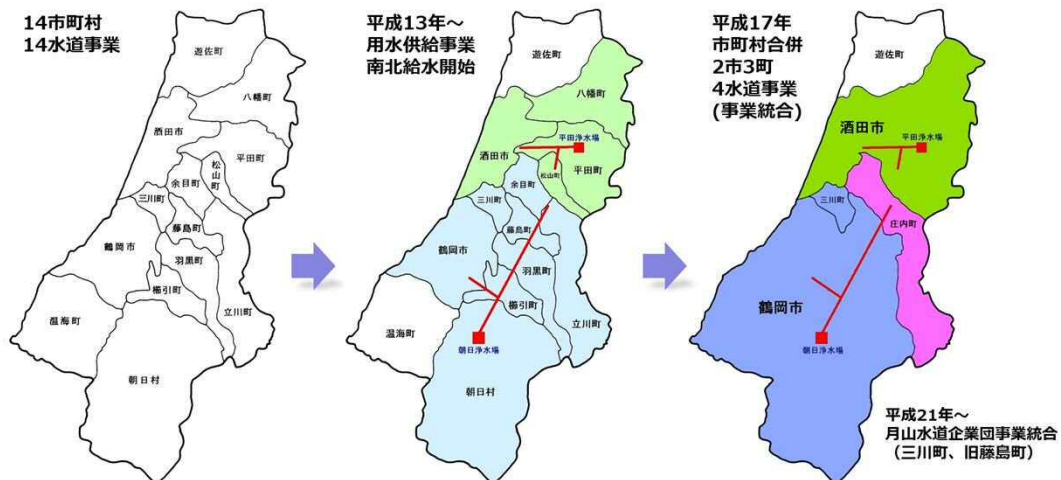 14市町村
14水道事業
遊佐町
八幡町
酒田市
平田町
松山町
余目町
三川町
藤島町
鶴岡市
羽黒町
櫛引町
立川町
温海町
朝日村
平成13年～
用水供給事業
南北給水開始
遊佐町
八幡町
平田浄水場
酒田市
松山町
平田町
余目町
三川町
藤島町
鶴岡市
羽黒町
櫛引町
立川町
温海町
朝日浄水場
朝日村
平成17年
市町村合併
2市3町
4水道事業
(事業統合)
遊佐町
酒田市
平田浄水場
三川町
庄内町
鶴岡市
朝日浄水場
平成21年～
月山水道企業団事業統合
（三川町、旧藤島町）